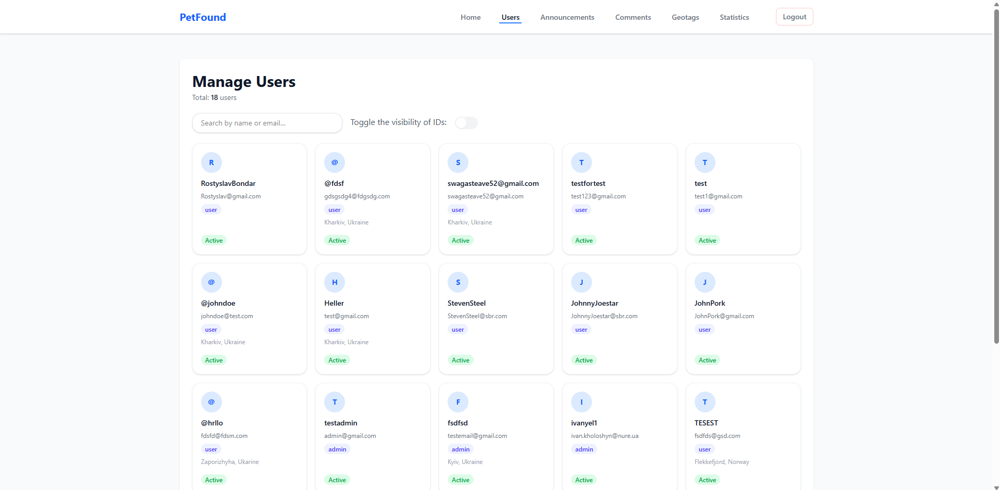 PetFound
Home Users Announcements Comments Geotags Statistics Logout
Manage Users
Total: 18 users
Search by name or email...
Toggle the visibility of IDs:
R
RostyslavBondar
Rostyslav@gmail.com
user
Active
@
@fdsf
gdsgsdg4@fdgsdg.com
user
Kharkiv, Ukraine
Active
S
swagasteave52@gmail.com
swagasteave52@gmail.com
user
Kharkiv, Ukraine
Active
T
testfortest
test123@gmail.com
user
Active
T
test
test1@gmail.com
user
Active
@
@johndoe
johndoe@test.com
user
Kharkiv, Ukraine
Active
H
Heller
test@gmail.com
user
Kharkiv, Ukraine
Active
S
StevenSteel
StevenSteel@sbr.com
user
Active
J
JohnnyJoestar
JohnnyJoestar@sbr.com
user
Active
J
JohnPork
JohnPork@gmail.com
user
Active
@
@hrllo
fdsfd@fdsm.com
user
Zaporizhyha, Ukarine
Active
T
testadmin
admin@gmail.com
admin
Active
F
fsdfsd
testemail@gmail.com
admin
Kyiv, Ukraine
Active
I
ivanyel1
ivan.kholoshyn@nure.ua
admin
Active
T
TESEST
fsdfds@gsd.com
user
Flekkefjord, Norway
Active